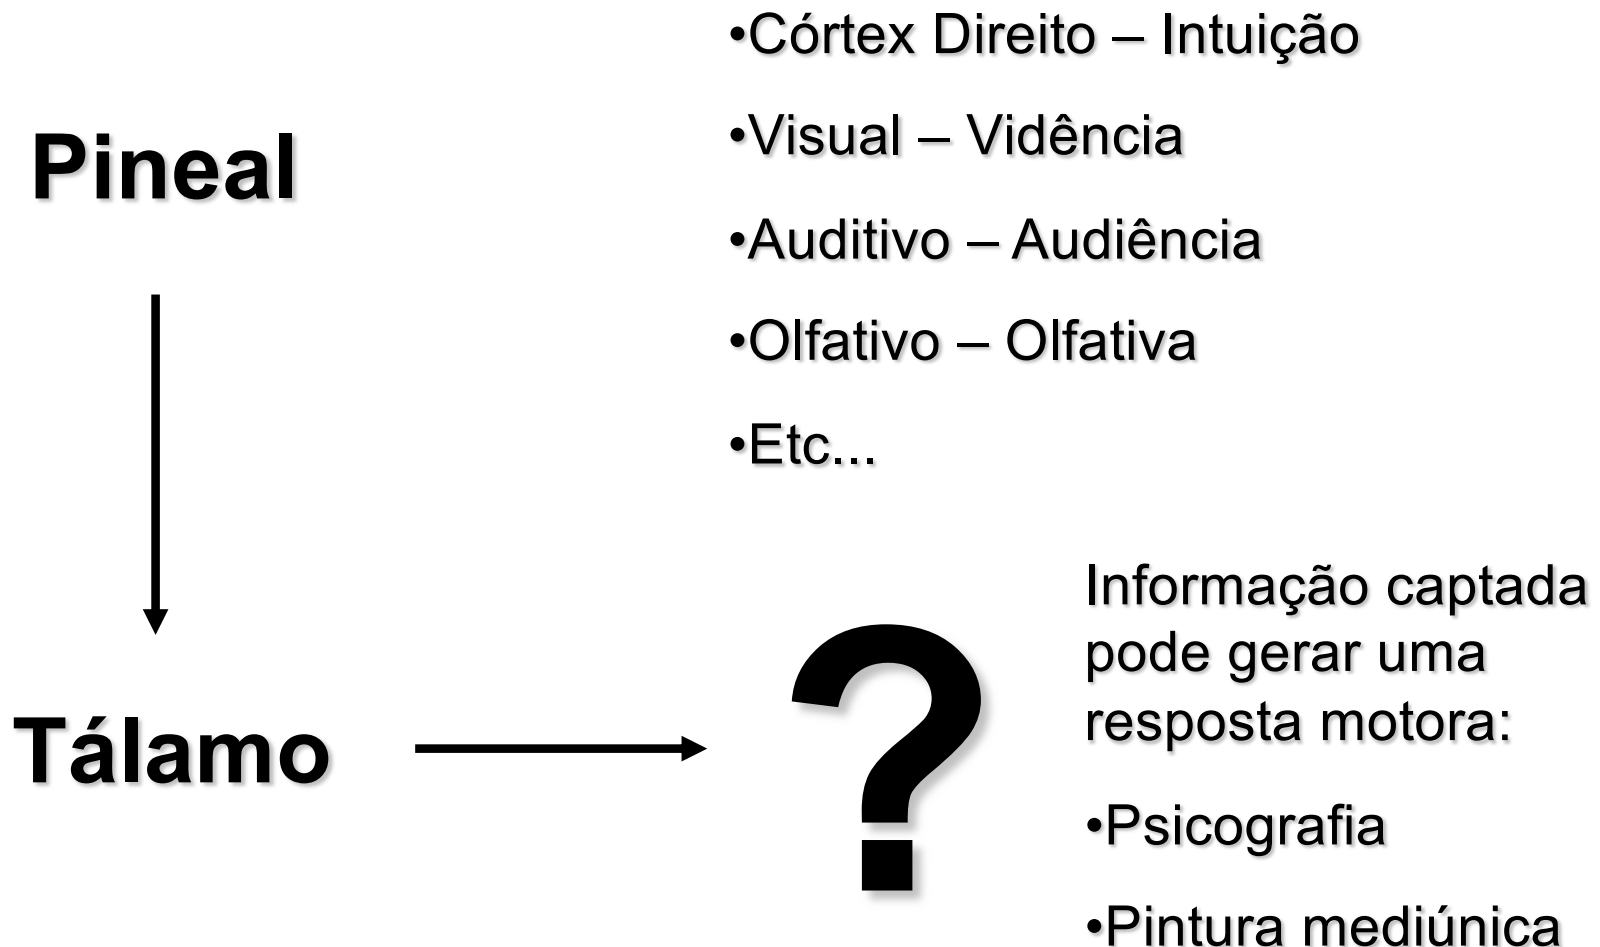 Pineal
Tálamo
•Córtex Direito – Intuição
•Visual – Vidência
•Auditivo – Audiência
•Olfativo – Olfativa
•Etc...
?
Informação captada
pode gerar uma
resposta motora:
•Psicografia
•Pintura mediúnica